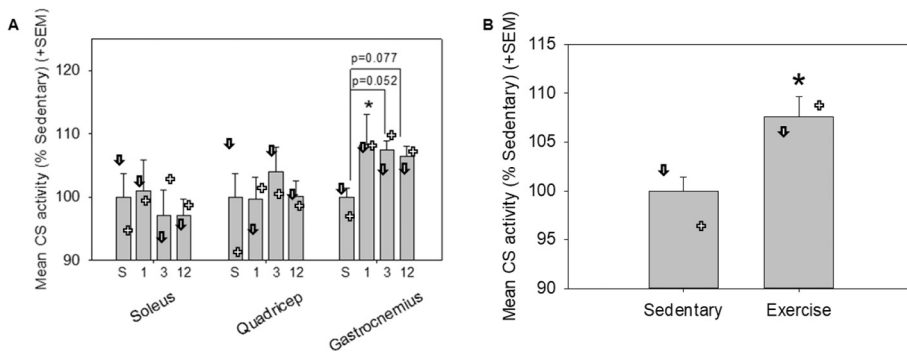 A
Mean CS activity (% Sedentary) (+SEM)
120
110
100
90
p=0.077
p=0.052
*
S 1 3 12
S 1 3 12
S 1 3 12
Soleus
Quadricep
Gastrocnemius
B
Mean CS activity (% Sedentary) (+SEM)
115
110
105
100
95
90
*
Sedentary
Exercise